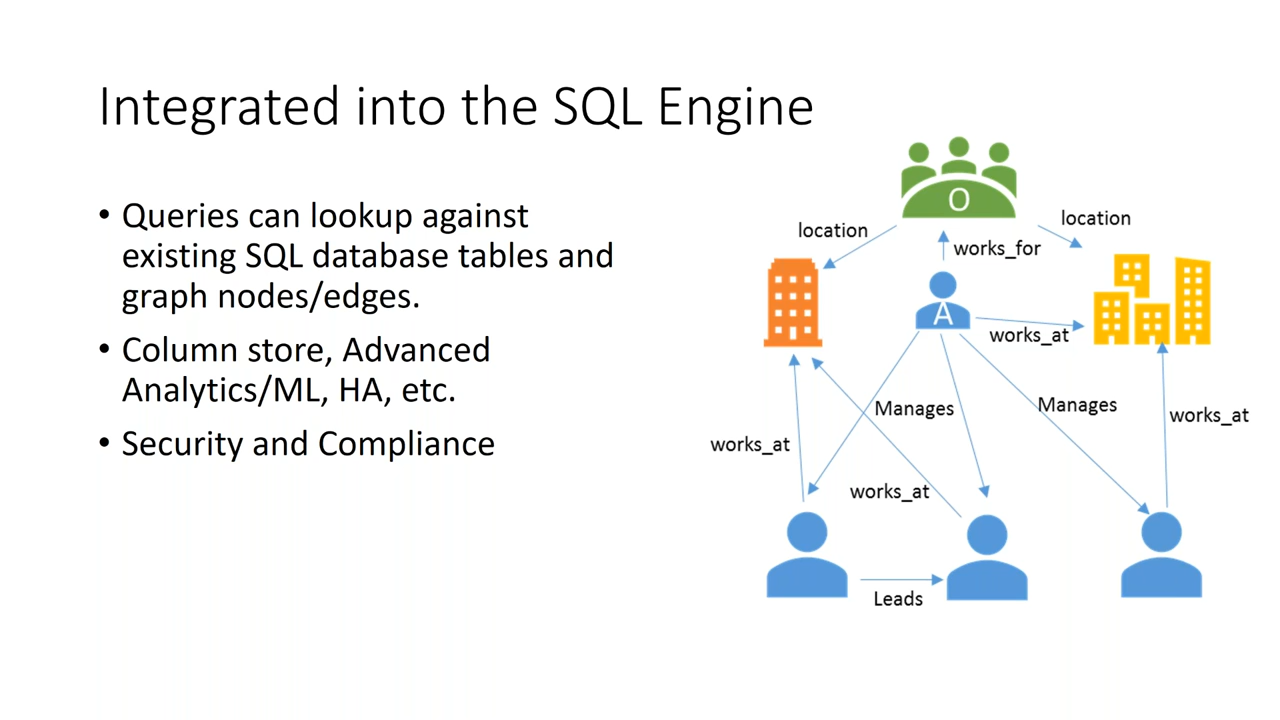 Integrated into the SQL Engine
• Queries can lookup against
existing SQL database tables and
graph nodes/edges.
• Column store, Advanced
Analytics/ML, HA, etc.
• Security and Compliance
O
location
location
works_for
A
works_at
Manages
Manages
works_at
works_at
works_at
Leads